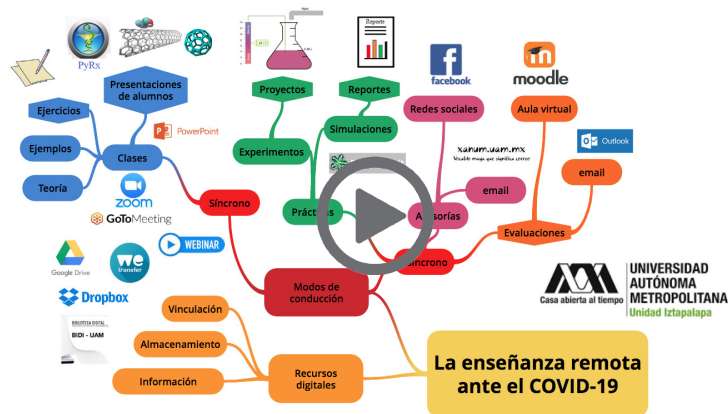 PyRx
Presentaciones
de alumnos
Ejercicios
Ejemplos
Teoría
Clases
PowerPoint
zoom
GoToMeeting
WEBINAR
Síncrono
Proyectos
Experimentos
Reporte
Reportes
Simulaciones
facebook
Redes sociales
xanum.uam.mx
email
moodle
Aula virtual
Outlook
email
Evaluaciones
Google Drive
we
transfer
Dropbox
BIBLIOTECA DIGITAL
BIDI - UAM
Modos de
conducción
Vinculación
Almacenamiento
Información
Recursos
digitales
La enseñanza remota
ante el COVID-19
Casa abierta al tiempo
UNIVERSIDAD
AUTÓNOMA
METROPOLITANA
Unidad Iztapalapa